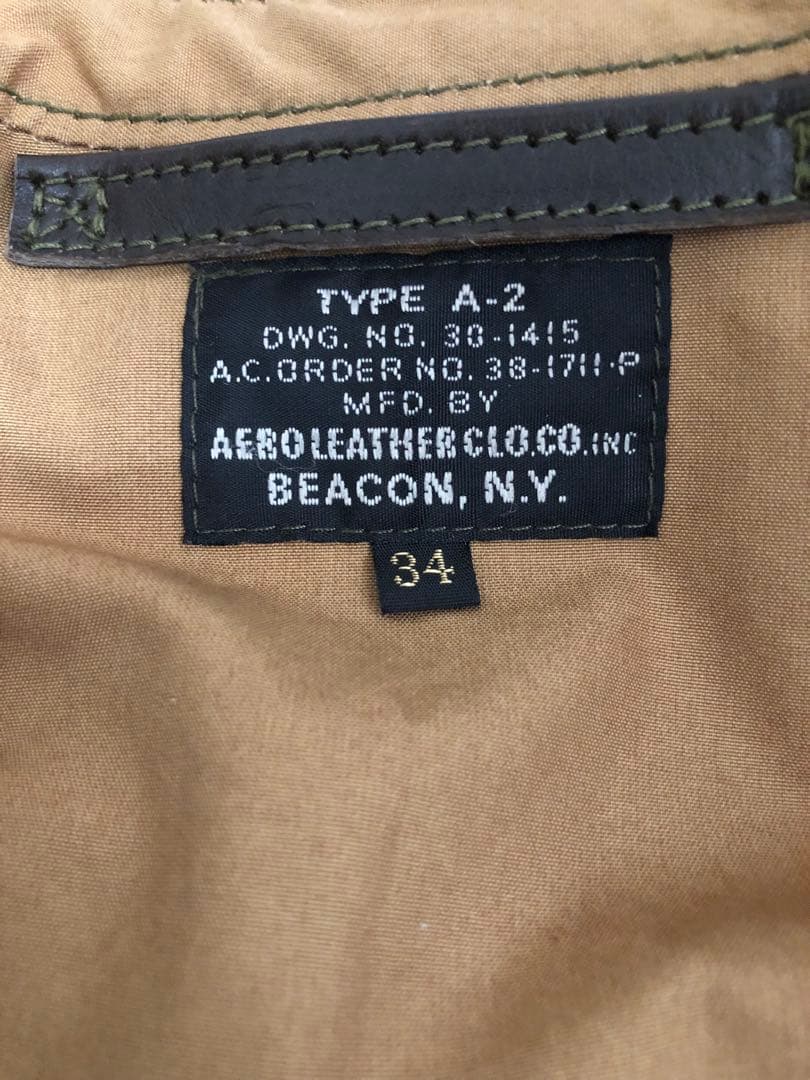 TYPE A-2
DWG. NO. 30-1415
A.C.ORDER NO. 38-1711-P
MFD. BY
AERO LEATHER CLO.CO.INC
BEACON, N.Y.
34